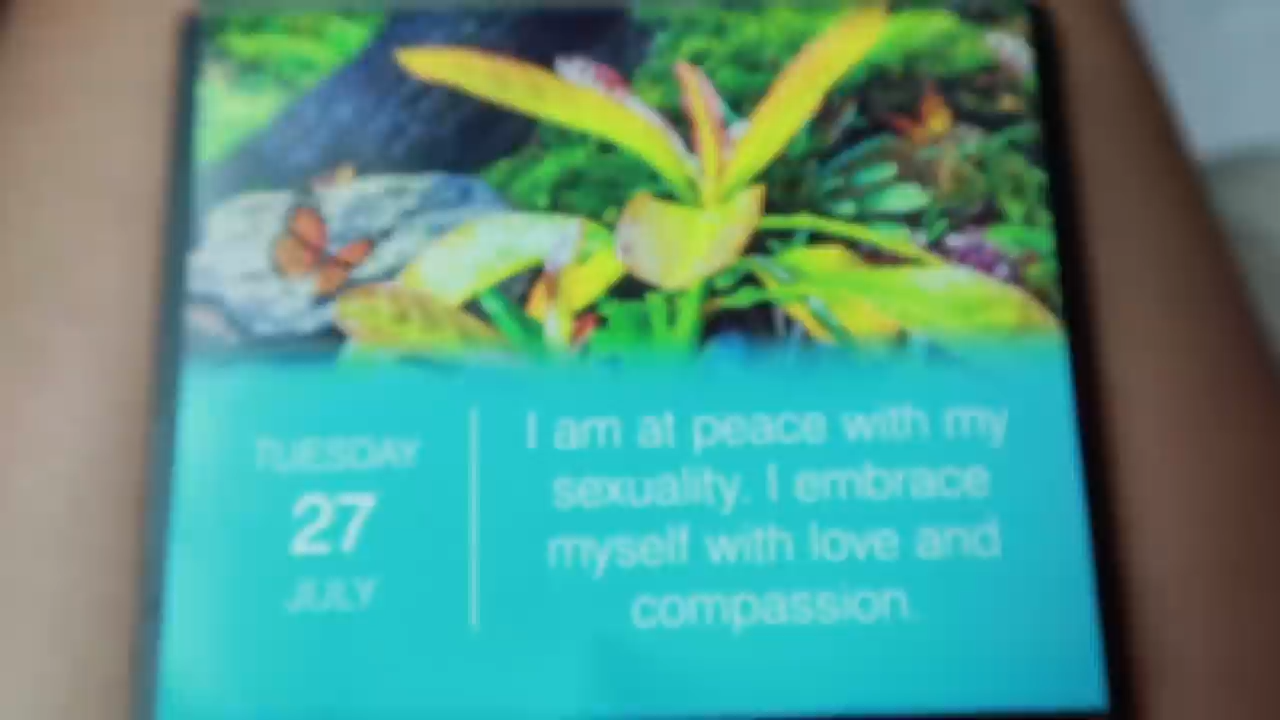 TUESDAY
27
JULY
I am at peace with my
sexuality. I embrace
myself with love and
compassion.